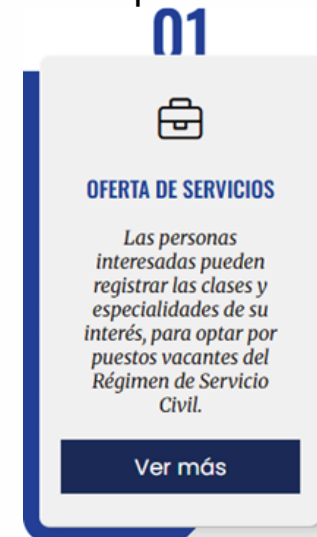 01
OFERTA DE SERVICIOS
Las personas
interesadas pueden
registrar las clases y
especialidades de su
interés, para optar por
puestos vacantes del
Régimen de Servicio
Civil.
Ver más